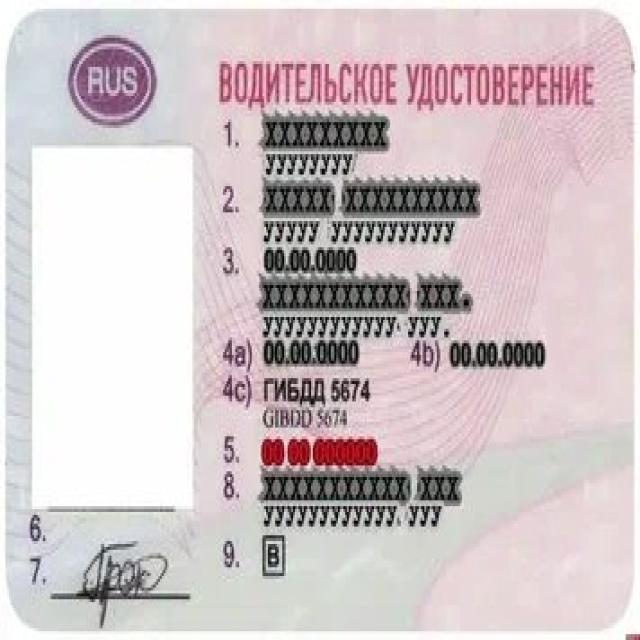 RUS
ВОДИТЕЛЬСКОЕ УДОСТОВЕРЕНИЕ
1. XXXXXXXXX
yyyyyyyy
2. XXXXX XXXXXXXXXX
yyyyy yyyyyyyyyyy
3. 00.00.0000
XXXXXXXXXXX XXX.
yyyyyyyyyyyy yyy.
4a) 00.00.0000 4b) 00.00.0000
4c) ГИБДД 5674
GIBDD 5674
5. 00 00 000000
8. XXXXXXXXXXX XXX
yyyyyyyyyyyy. yyy
6.
7.
9. B